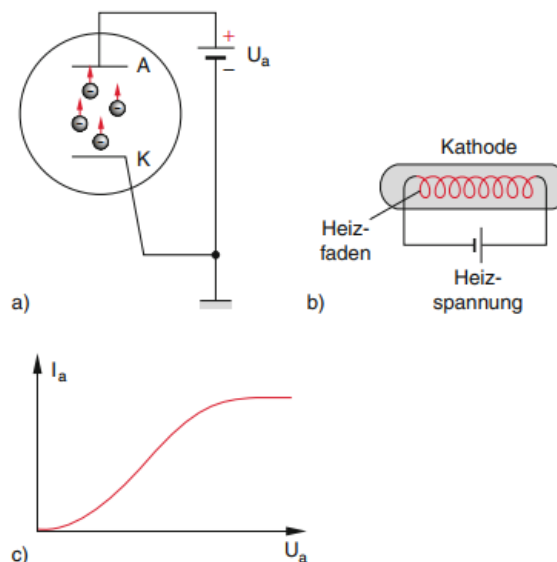 A
+
−
Uₐ
K
a)
Kathode
Heiz-
faden
Heiz-
spannung
b)
Iₐ
Uₐ
c)